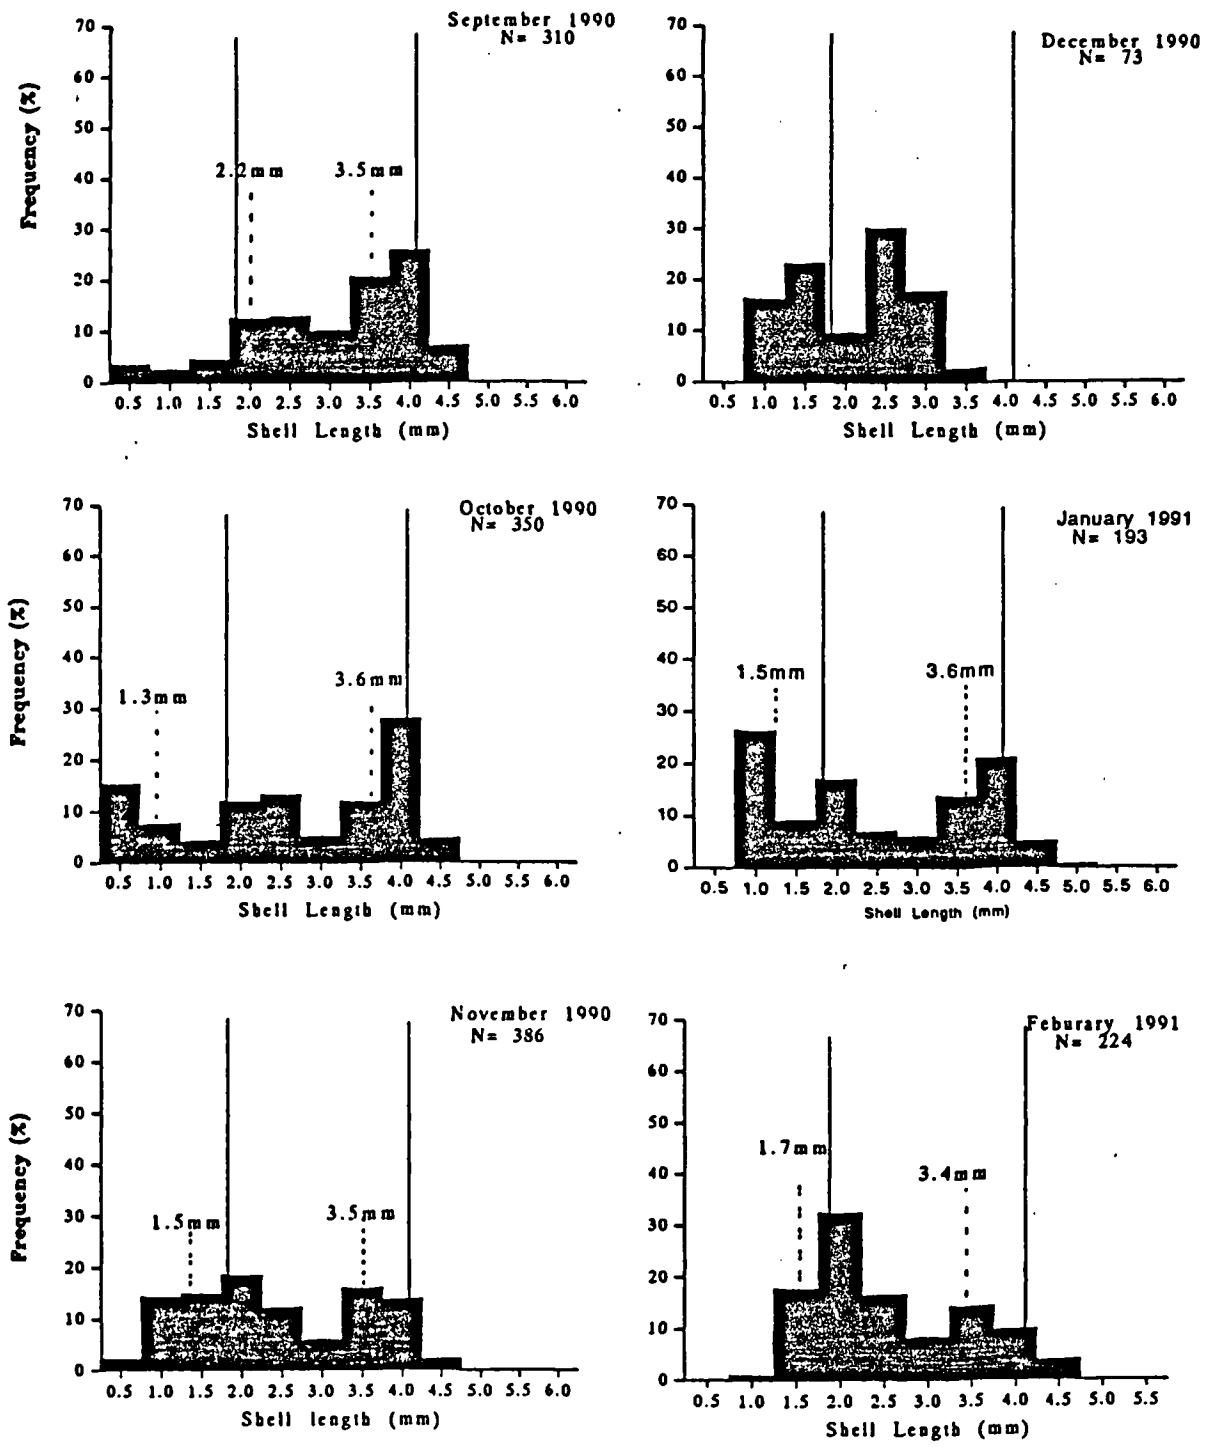 September 1990
N= 310
Frequency (%)
70
60
50
40
30
20
10
0
2.2mm 3.5mm
0.5 1.0 1.5 2.0 2.5 3.0 3.5 4.0 5.0 5.5 6.0
Shell Length (mm)
December 1990
N= 73
70
60
50
40
30
20
10
0
0.5 1.0 1.5 2.0 2.5 3.0 3.5 4.0 4.5 5.0 5.5 6.0
Shell Length (mm)
October 1990
N= 350
Frequency (%)
70
60
50
40
30
20
10
0
1.3mm 3.6mm
0.5 1.0 1.5 2.0 2.5 3.0 3.5 4.0 4.5 5.0 5.5 6.0
Shell Length (mm)
January 1991
N= 193
70
60
50
40
30
20
10
0
1.5mm 3.6mm
0.5 1.0 1.5 2.0 2.5 3.0 3.5 4.0 4.5 5.0 5.5 6.0
Shell Length (mm)
November 1990
N= 386
Frequency (%)
70
60
50
40
30
20
10
0
1.5mm 3.5mm
0.5 1.0 1.5 2.0 2.5 3.0 3.5 4.0 4.5 5.0 5.5 6.0
Shell length (mm)
Feburary 1991
N= 224
70
60
50
40
30
20
10
0
1.7mm 3.4mm
0.5 1.0 1.5 2.0 2.5 3.0 3.5 4.0 4.5 5.0 5.5
Shell Length (mm)